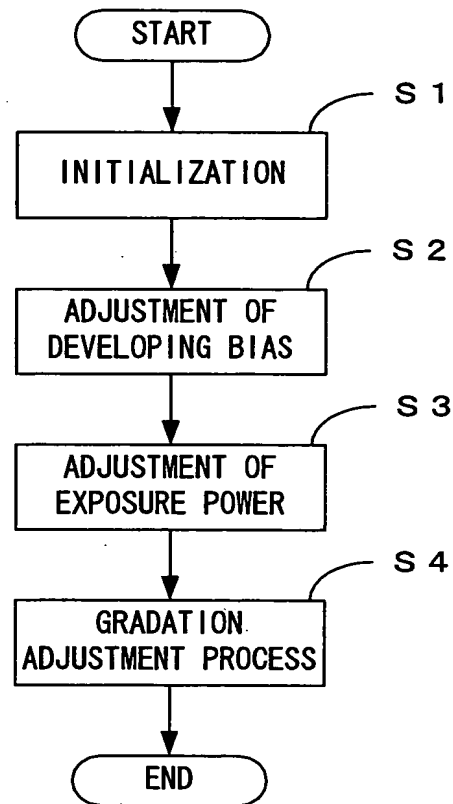 START
S 1
INITIALIZATION
S 2
ADJUSTMENT OF
DEVELOPING BIAS
S 3
ADJUSTMENT OF
EXPOSURE POWER
S 4
GRADATION
ADJUSTMENT PROCESS
END